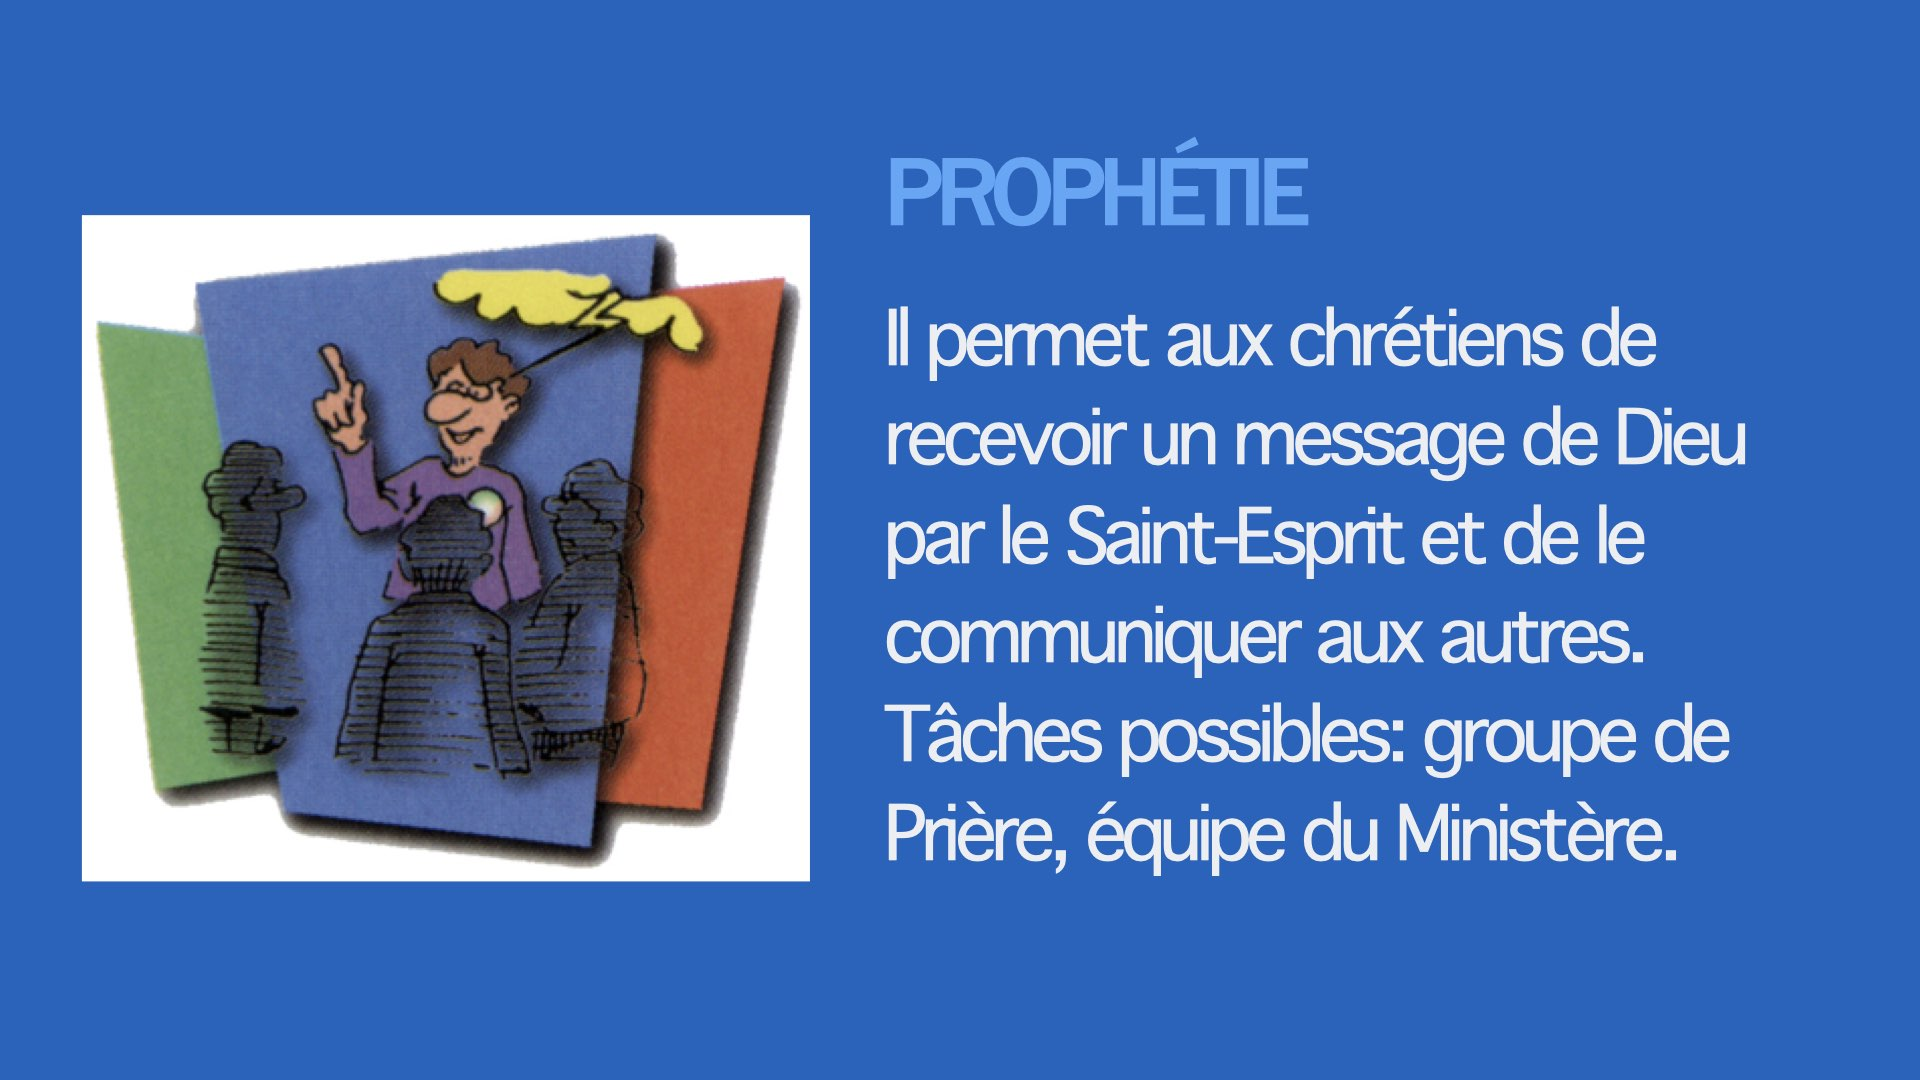 PROPHÉTIE
Il permet aux chrétiens de
recevoir un message de Dieu
par le Saint-Esprit et de le
communiquer aux autres.
Tâches possibles: groupe de
Prière, équipe du Ministère.